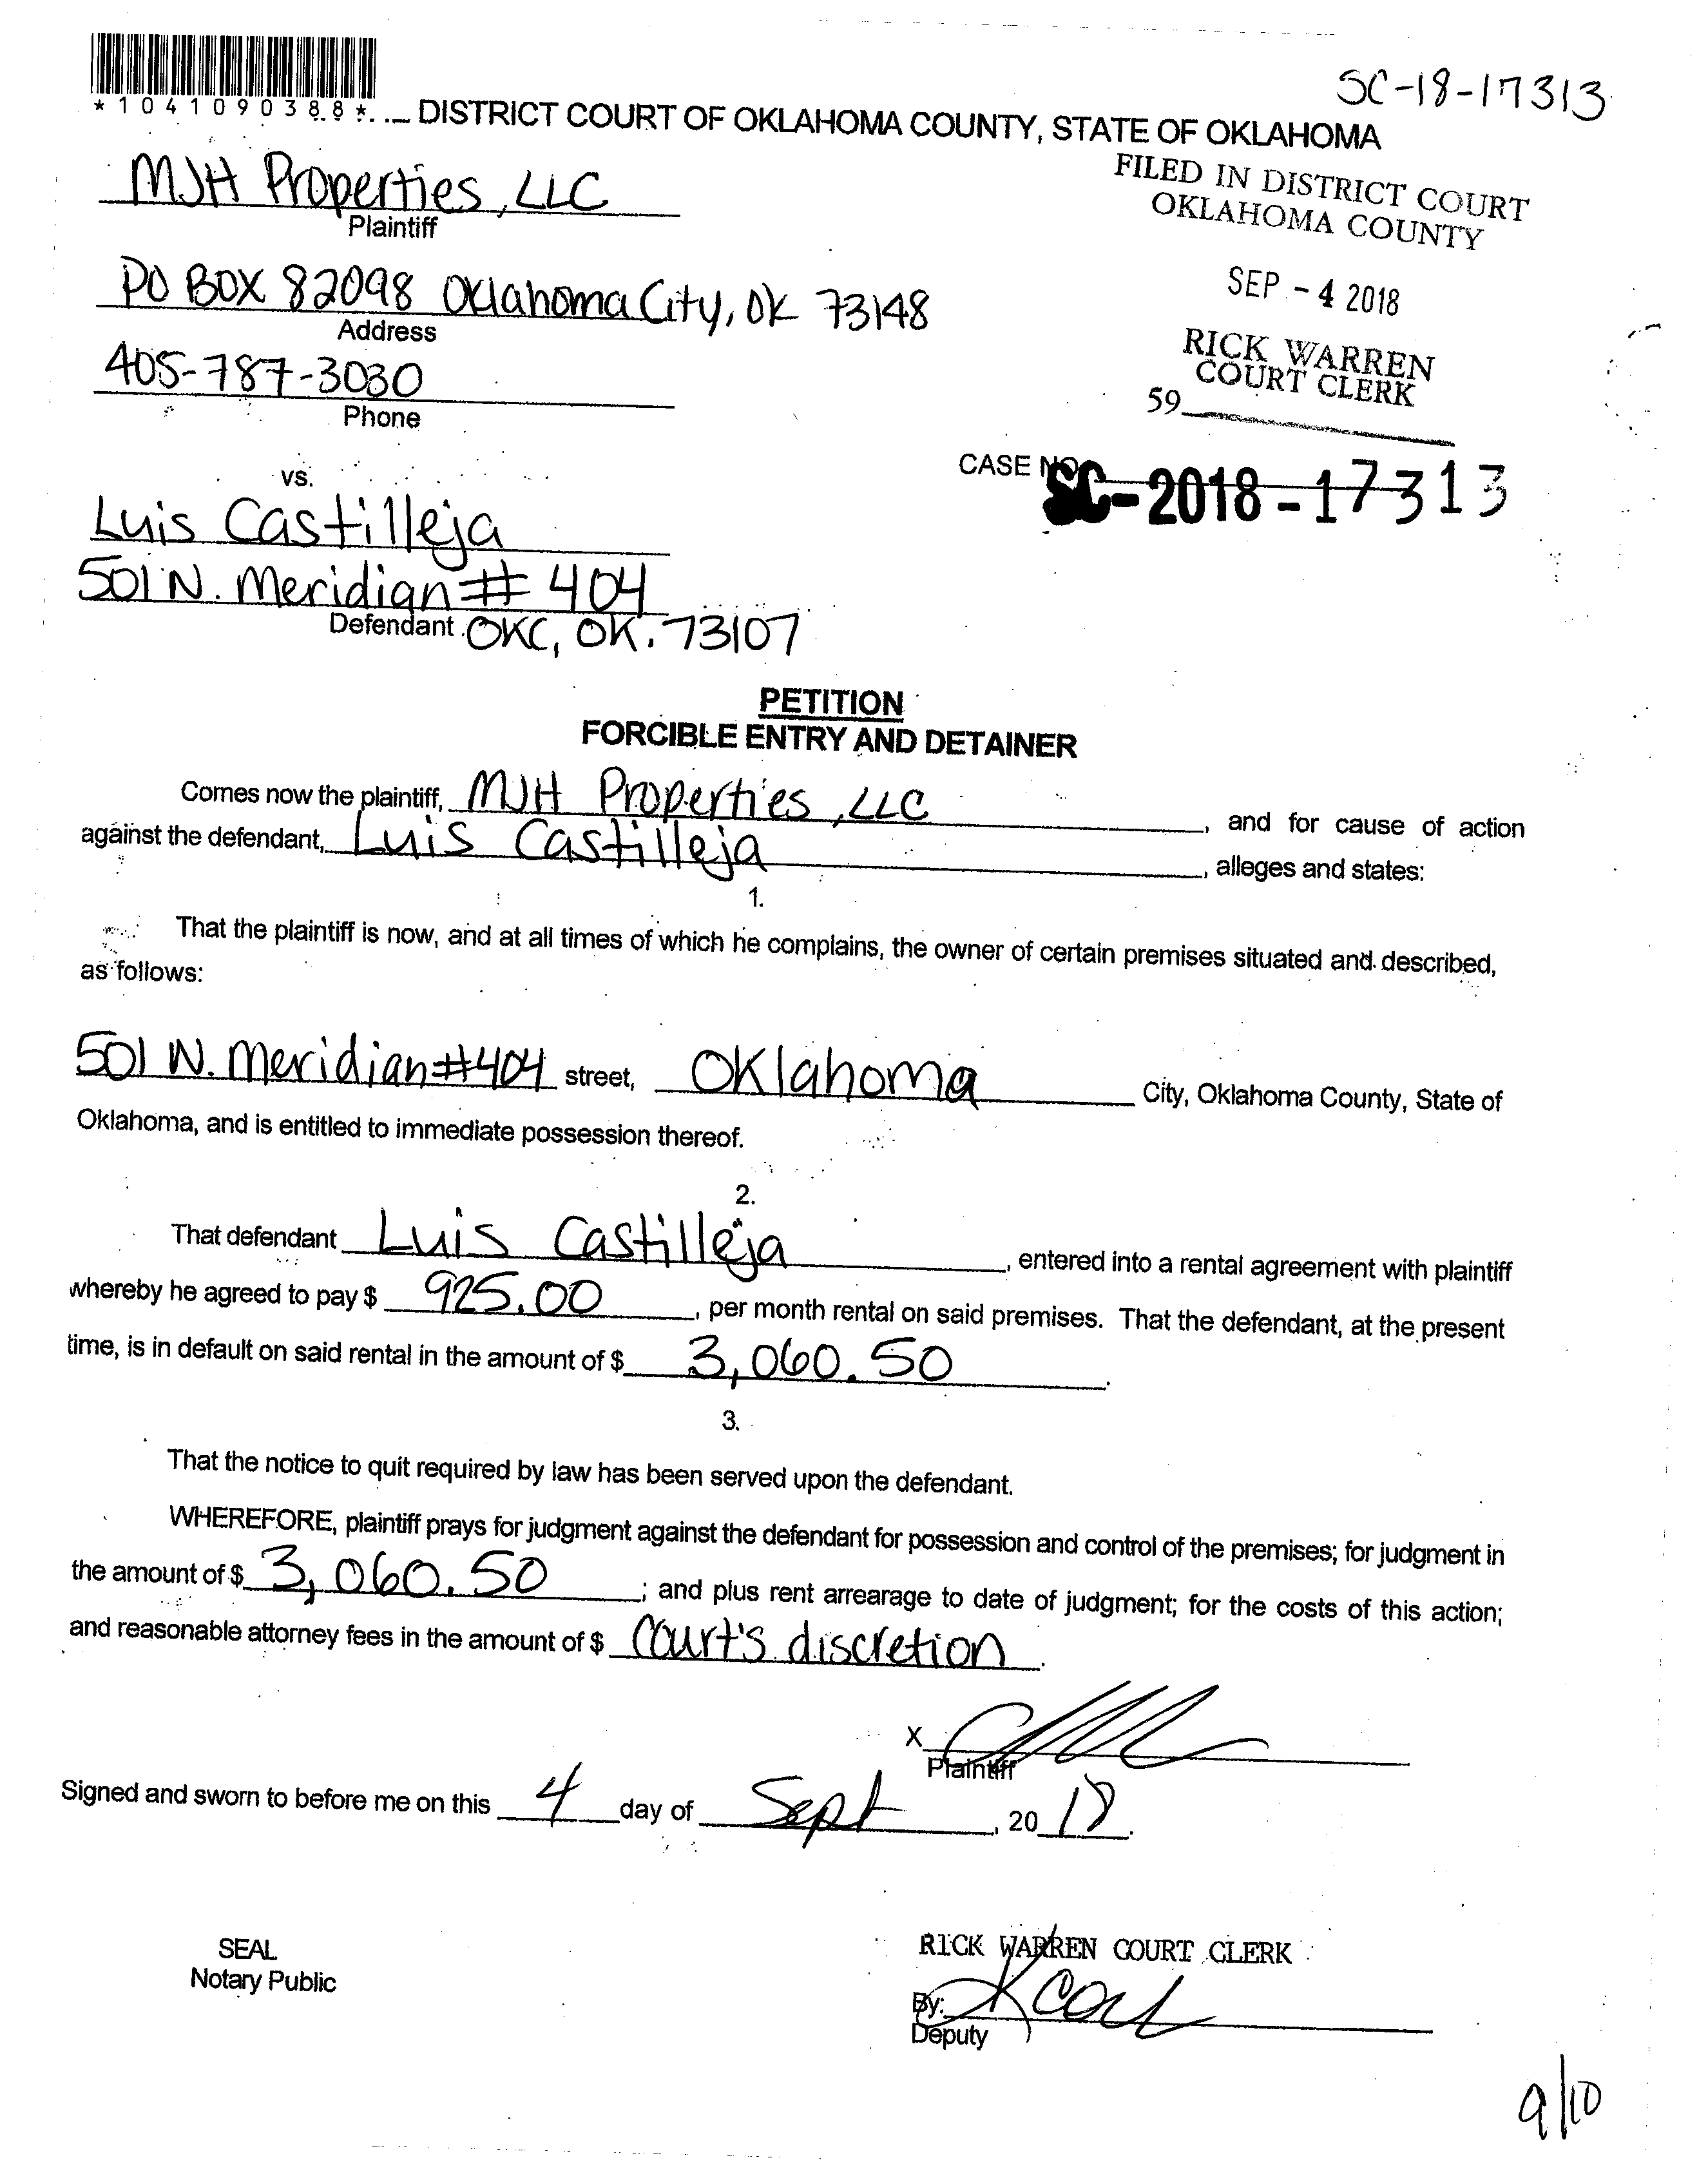 SC-18-17313
*1041090388*
DISTRICT COURT OF OKLAHOMA COUNTY, STATE OF OKLAHOMA
MJH Properties, LLC
Plaintiff
FILED IN DISTRICT COURT
OKLAHOMA COUNTY
PO BOX 82098 Oklahoma City, OK 73148
Address
SEP - 4 2018
405-787-3030
Phone
RICK WARREN
COURT CLERK
59
vs.
CASE NO.
SC-2018-17313
Luis Castilleja
501 N. Meridian # 404
Defendant OKC, OK. 73107
PETITION
FORCIBLE ENTRY AND DETAINER
Comes now the plaintiff, MJH Properties, LLC, and for cause of action
against the defendant, Luis Castilleja, alleges and states:
1.
That the plaintiff is now, and at all times of which he complains, the owner of certain premises situated and described,
as follows:
501 N. Meridian #404 street, Oklahoma City, Oklahoma County, State of
Oklahoma, and is entitled to immediate possession thereof.
2.
That defendant Luis Castilleja, entered into a rental agreement with plaintiff
whereby he agreed to pay $ 925.00, per month rental on said premises. That the defendant, at the present
time, is in default on said rental in the amount of $ 3,060.50.
3.
That the notice to quit required by law has been served upon the defendant.
WHEREFORE, plaintiff prays for judgment against the defendant for possession and control of the premises; for judgment in
the amount of $ 3,060.50; and plus rent arrearage to date of judgment; for the costs of this action;
and reasonable attorney fees in the amount of $ Court's discretion.
X
Plaintiff
Signed and sworn to before me on this 4 day of Sept, 2018.
SEAL
Notary Public
RICK WARREN COURT CLERK
By:
Deputy
9/10